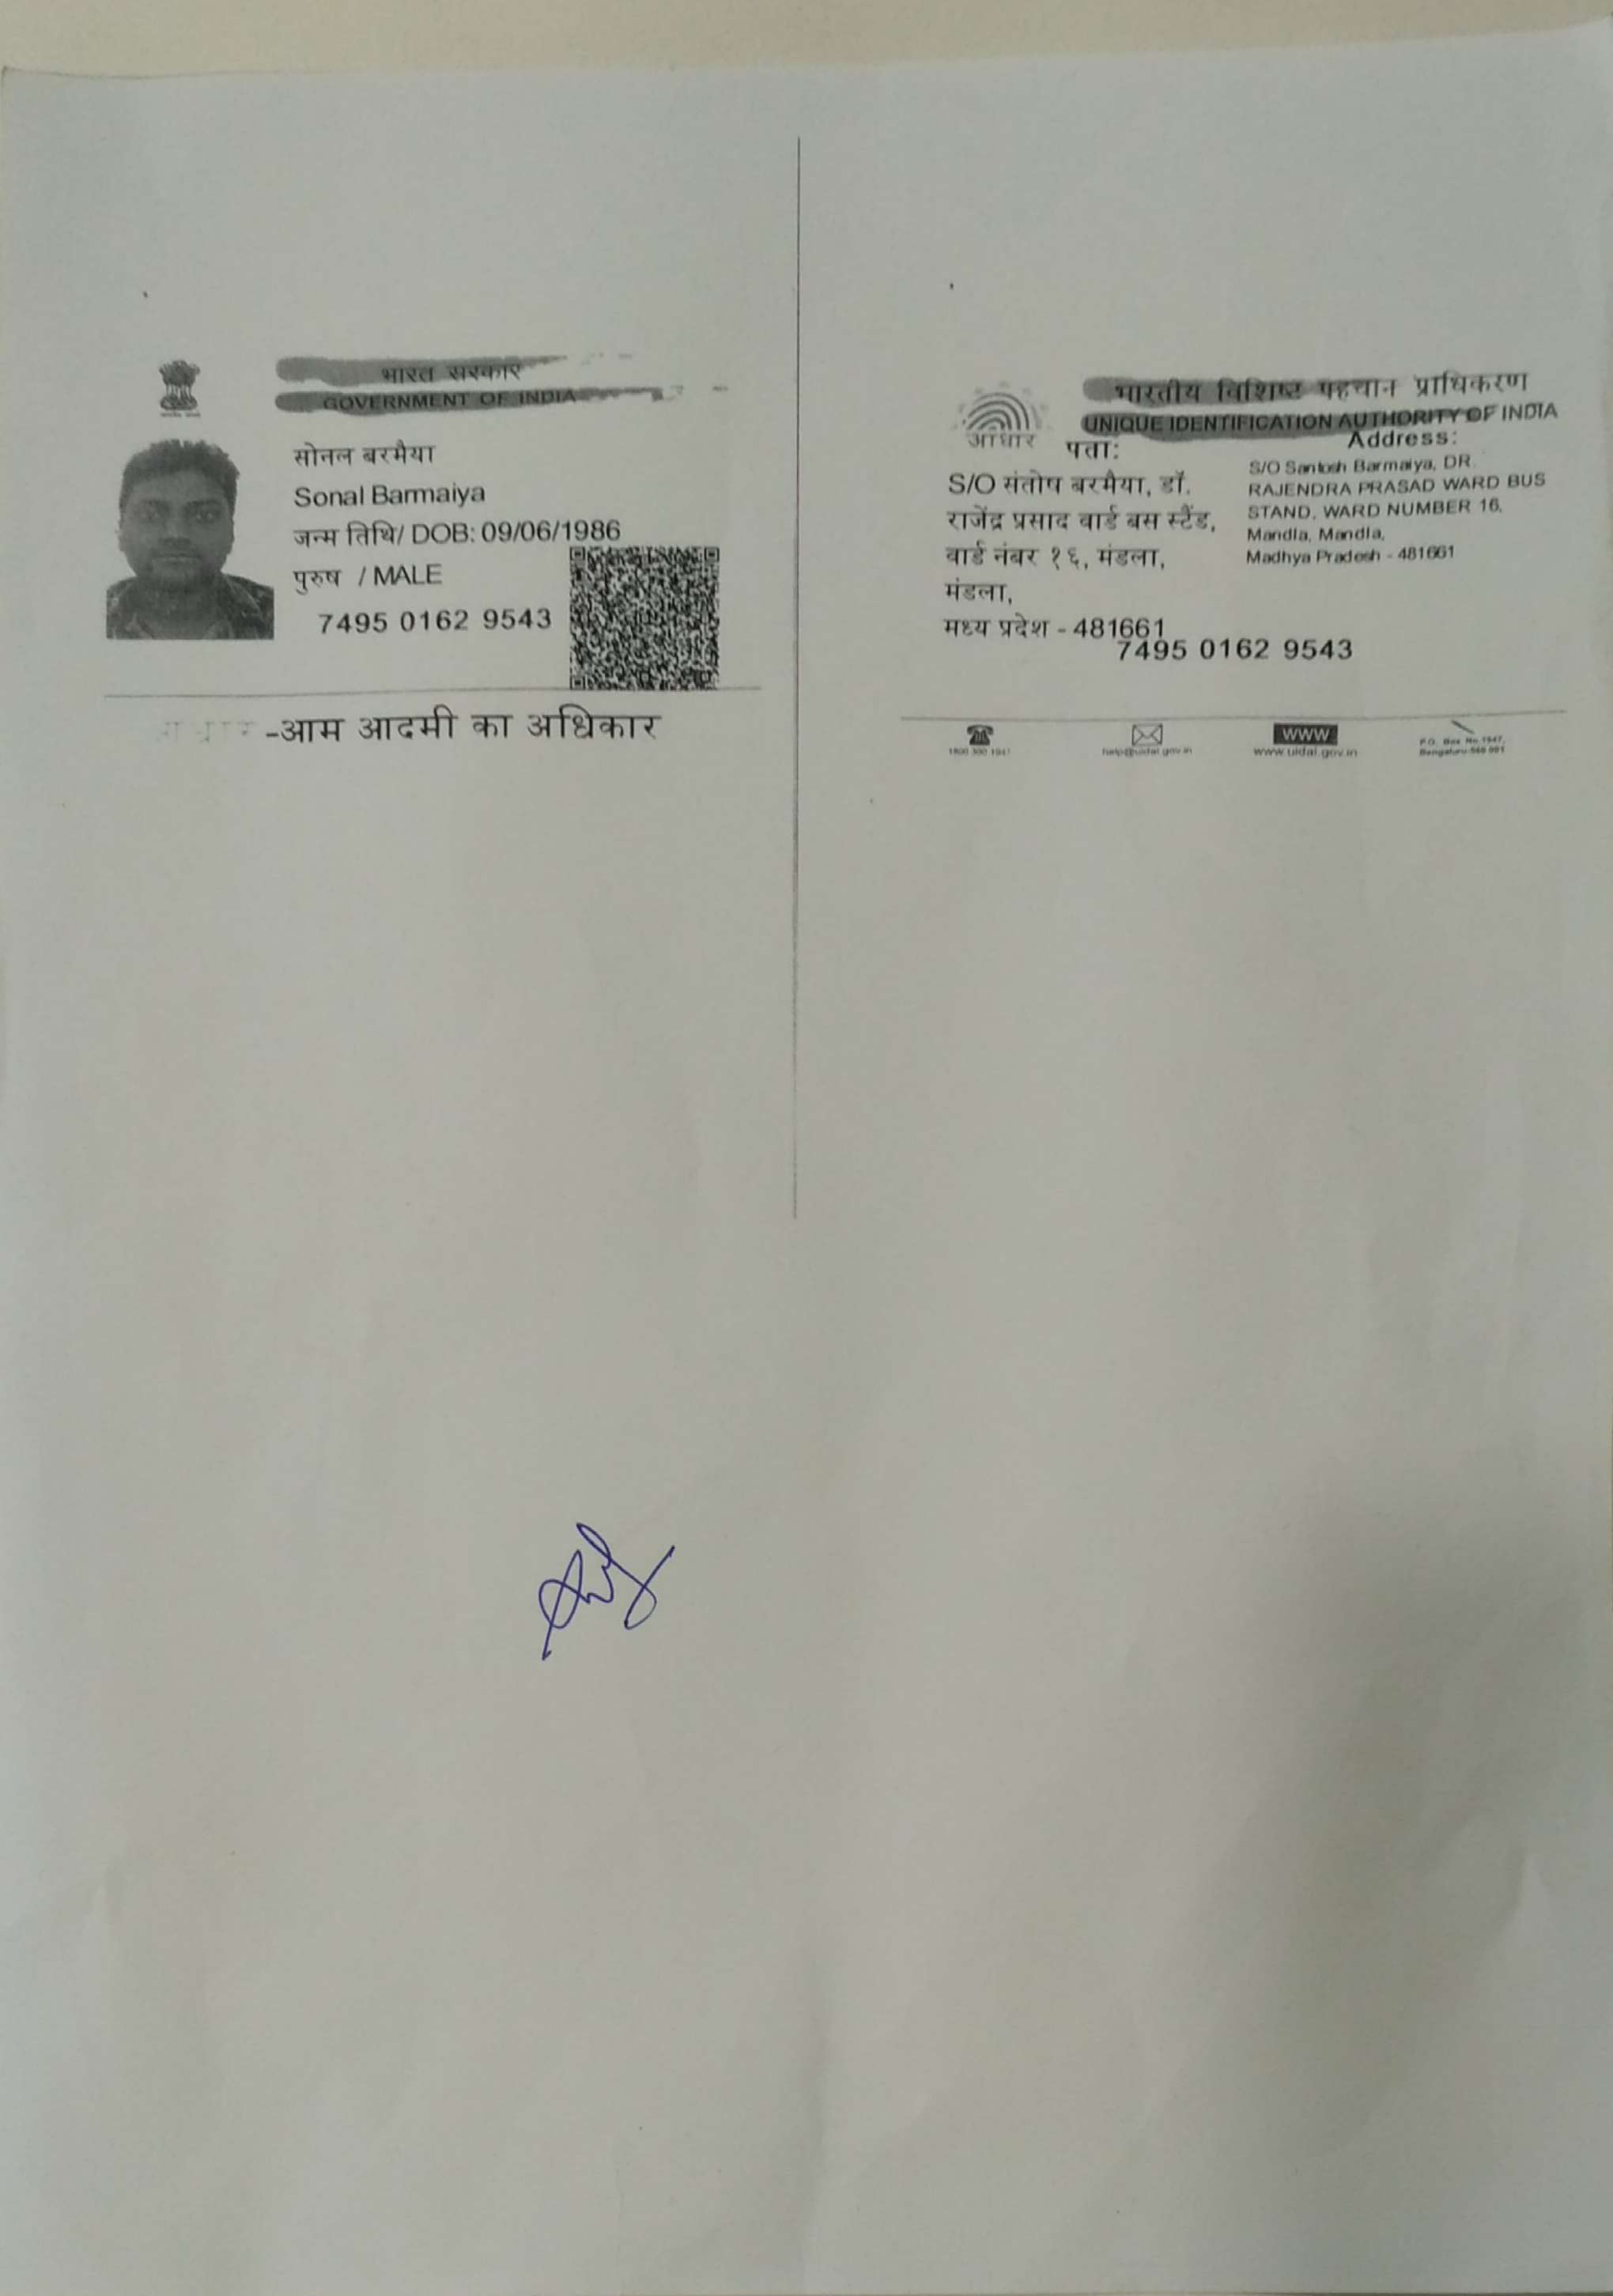 भारत सरकार
GOVERNMENT OF INDIA
सोनल बरमैया
Sonal Barmaiya
जन्म तिथि/ DOB: 09/06/1986
पुरुष / MALE
7495 0162 9543
-आम आदमी का अधिकार
भारतीय विशिष्ट पहचान प्राधिकरण
UNIQUE IDENTIFICATION AUTHORITY OF INDIA
आधार
पता:
S/O संतोष बरमैया, डॉ.
राजेंद्र प्रसाद वार्ड बस स्टैंड,
वार्ड नंबर १६, मंडला,
मंडला,
मध्य प्रदेश - 481661
Address:
S/O Santosh Barmaiya, DR.
RAJENDRA PRASAD WARD BUS
STAND, WARD NUMBER 16,
Mandla, Mandla,
Madhya Pradesh - 481661
7495 0162 9543
1800 300 1947
help@uidai.gov.in
WWW
www.uidai.gov.in
P.O. Box No.1947,
Bengaluru-560 001